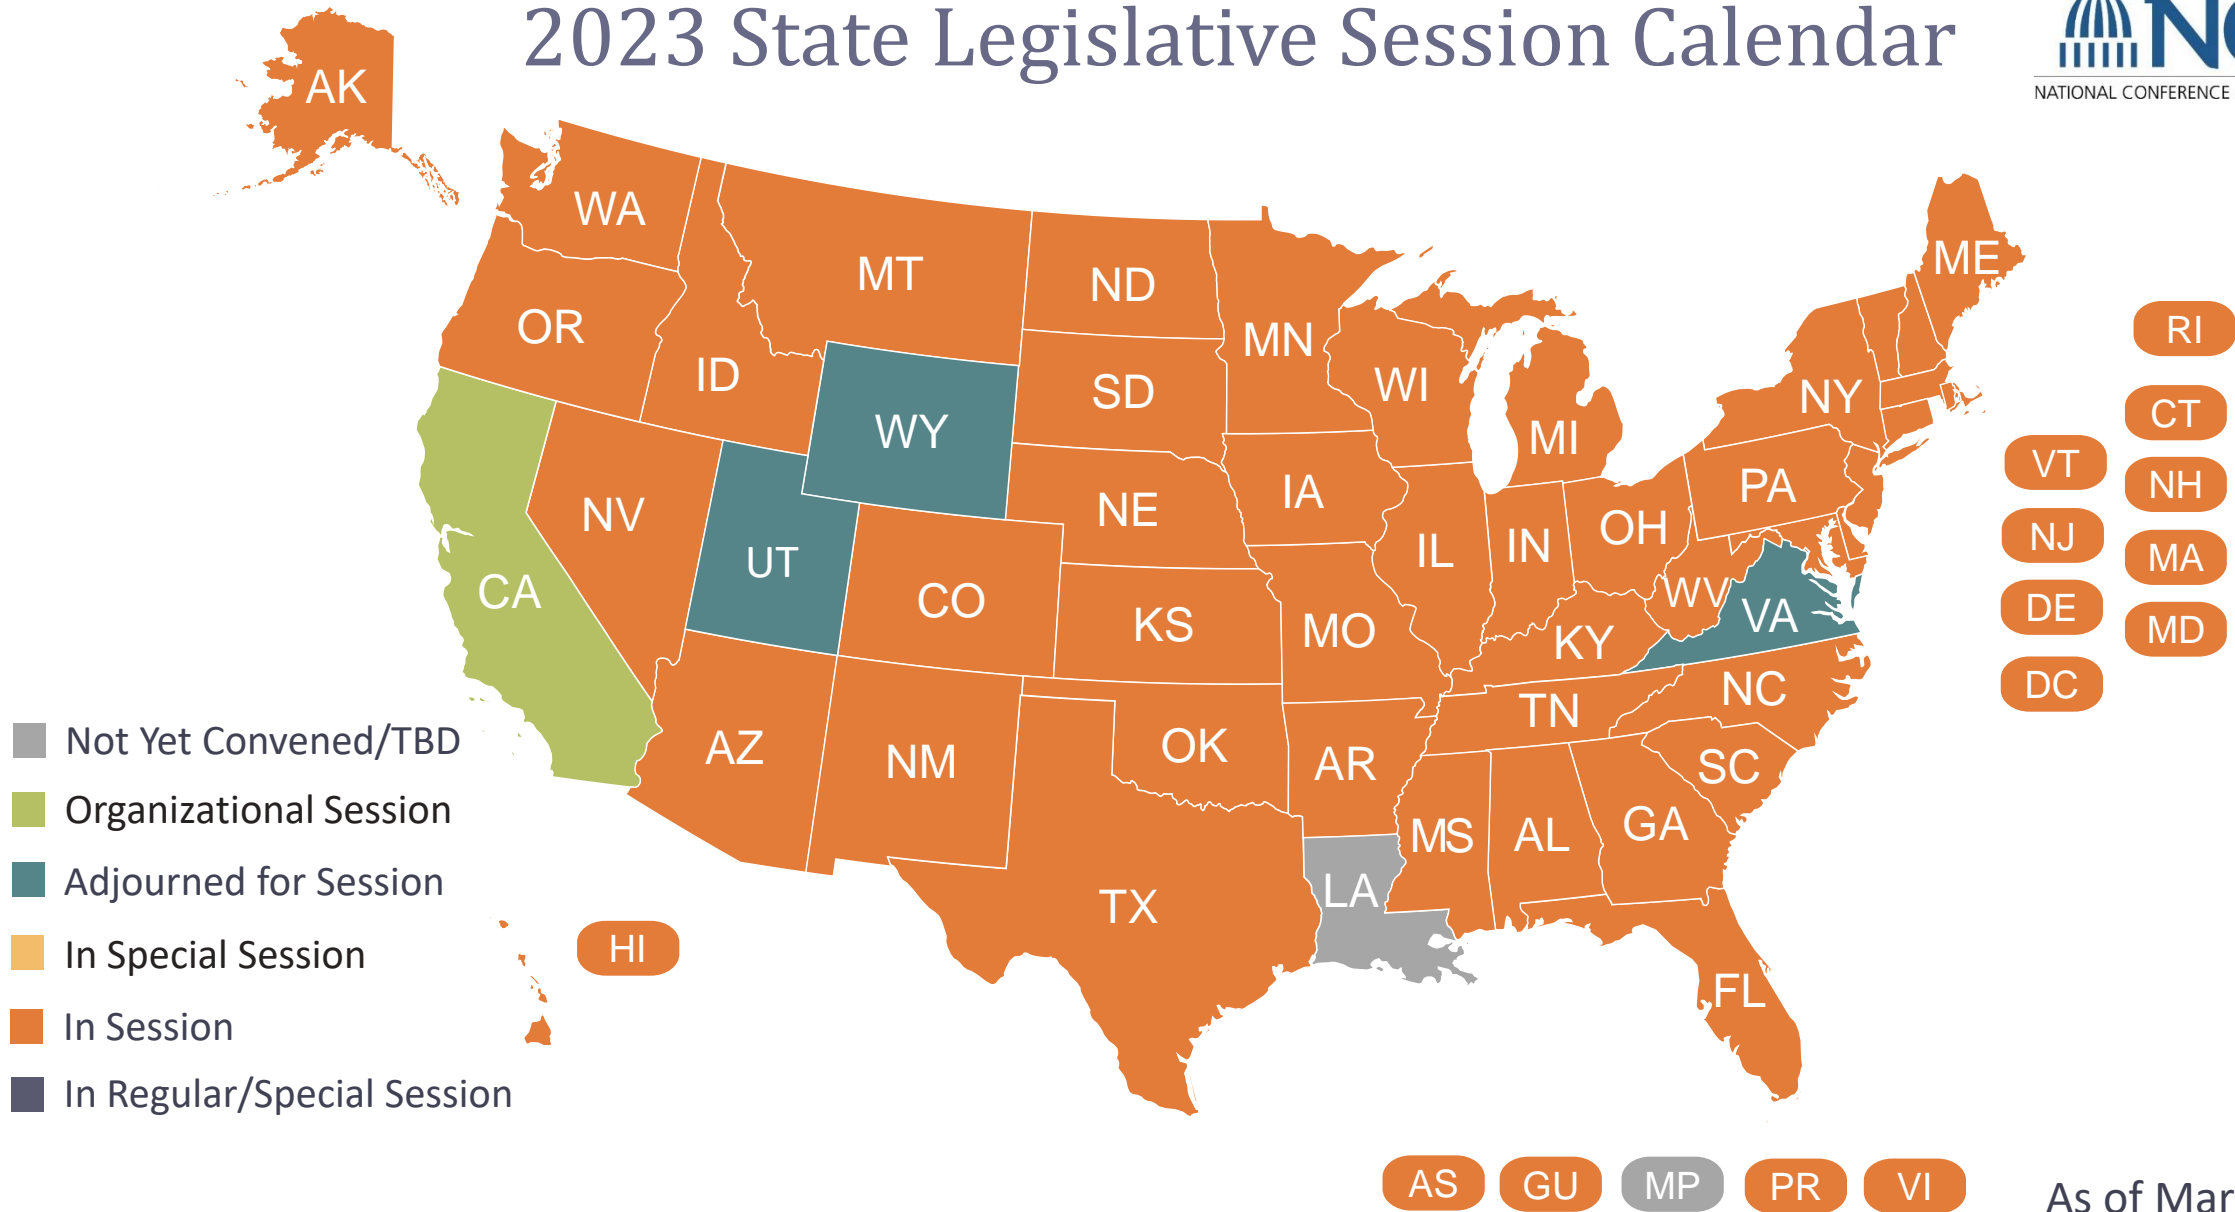 2023 State Legislative Session Calendar
NATIONAL CONFERENCE
AK
WA
MT
ND
MN
ME
OR
ID
WY
SD
WI
MI
NY
RI
CT
VT
NH
NV
UT
NE
IA
IL
IN
OH
PA
NJ
MA
CA
CO
KS
MO
KY
WV
VA
DE
MD
DC
AZ
NM
OK
AR
TN
NC
SC
MS
AL
GA
TX
LA
FL
HI
Not Yet Convened/TBD
Organizational Session
Adjourned for Session
In Special Session
In Session
In Regular/Special Session
AS
GU
MP
PR
VI
As of Mar